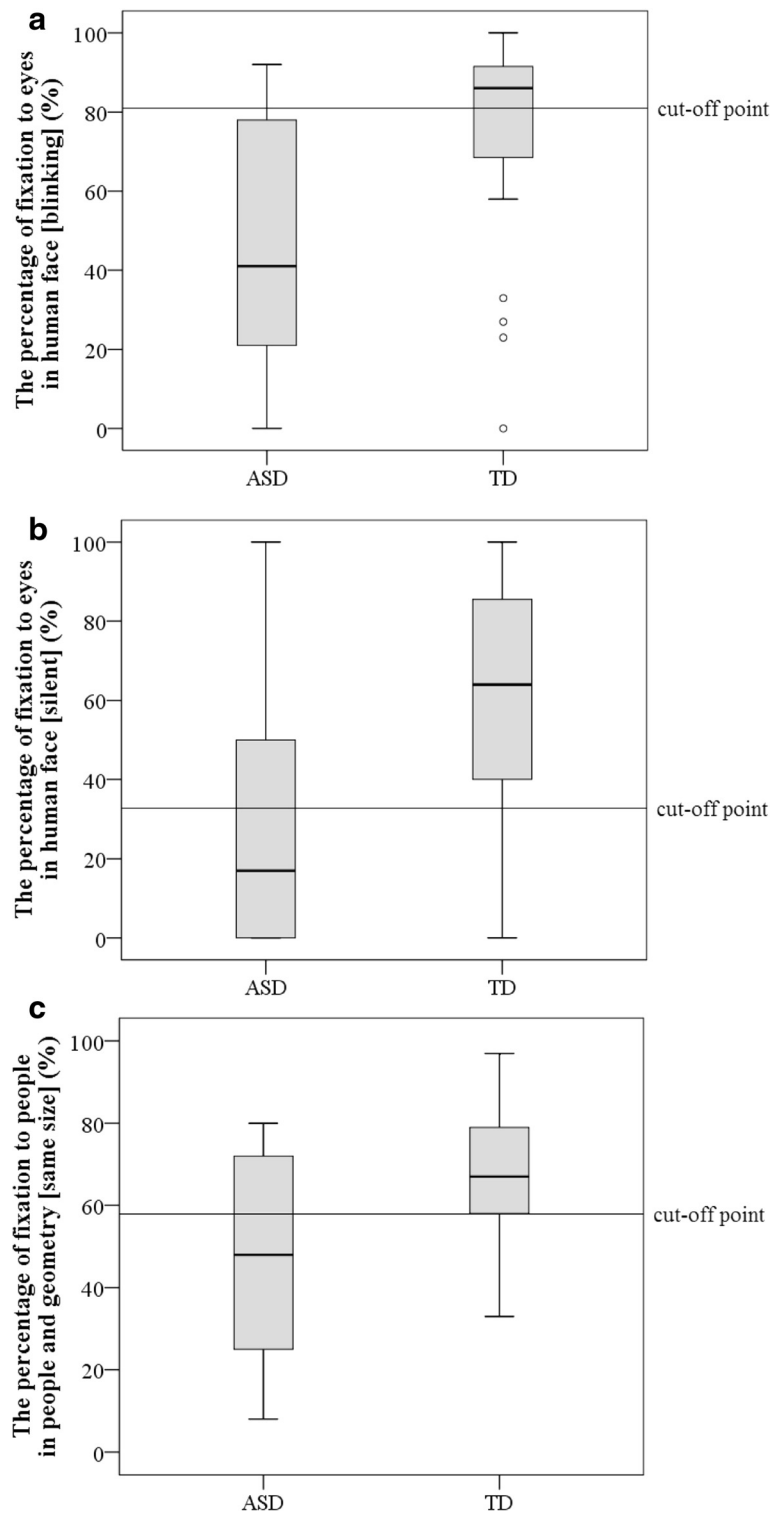 a
The percentage of fixation to eyes
in human face [blinking] (%)
100
80
60
40
20
0
cut-off point
ASD TD
b
The percentage of fixation to eyes
in human face [silent] (%)
100
80
60
40
20
0
cut-off point
ASD TD
c
The percentage of fixation to people
in people and geometry [same size] (%)
100
80
60
40
20
0
cut-off point
ASD TD